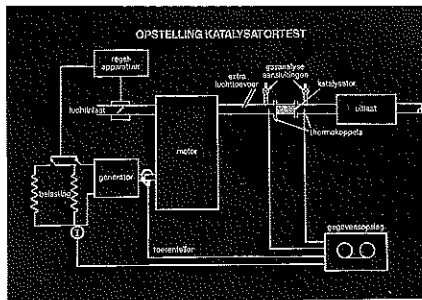 OPSTELLING KATALYSATORTEST
regel-
apparatuur
luchtinlaat
extra
luchttoevoer
gasanalyse
aansluitingen
katalysator
uitlaat
thermokoppels
motor
generator
belasting
toerenteller
gegevensopslag